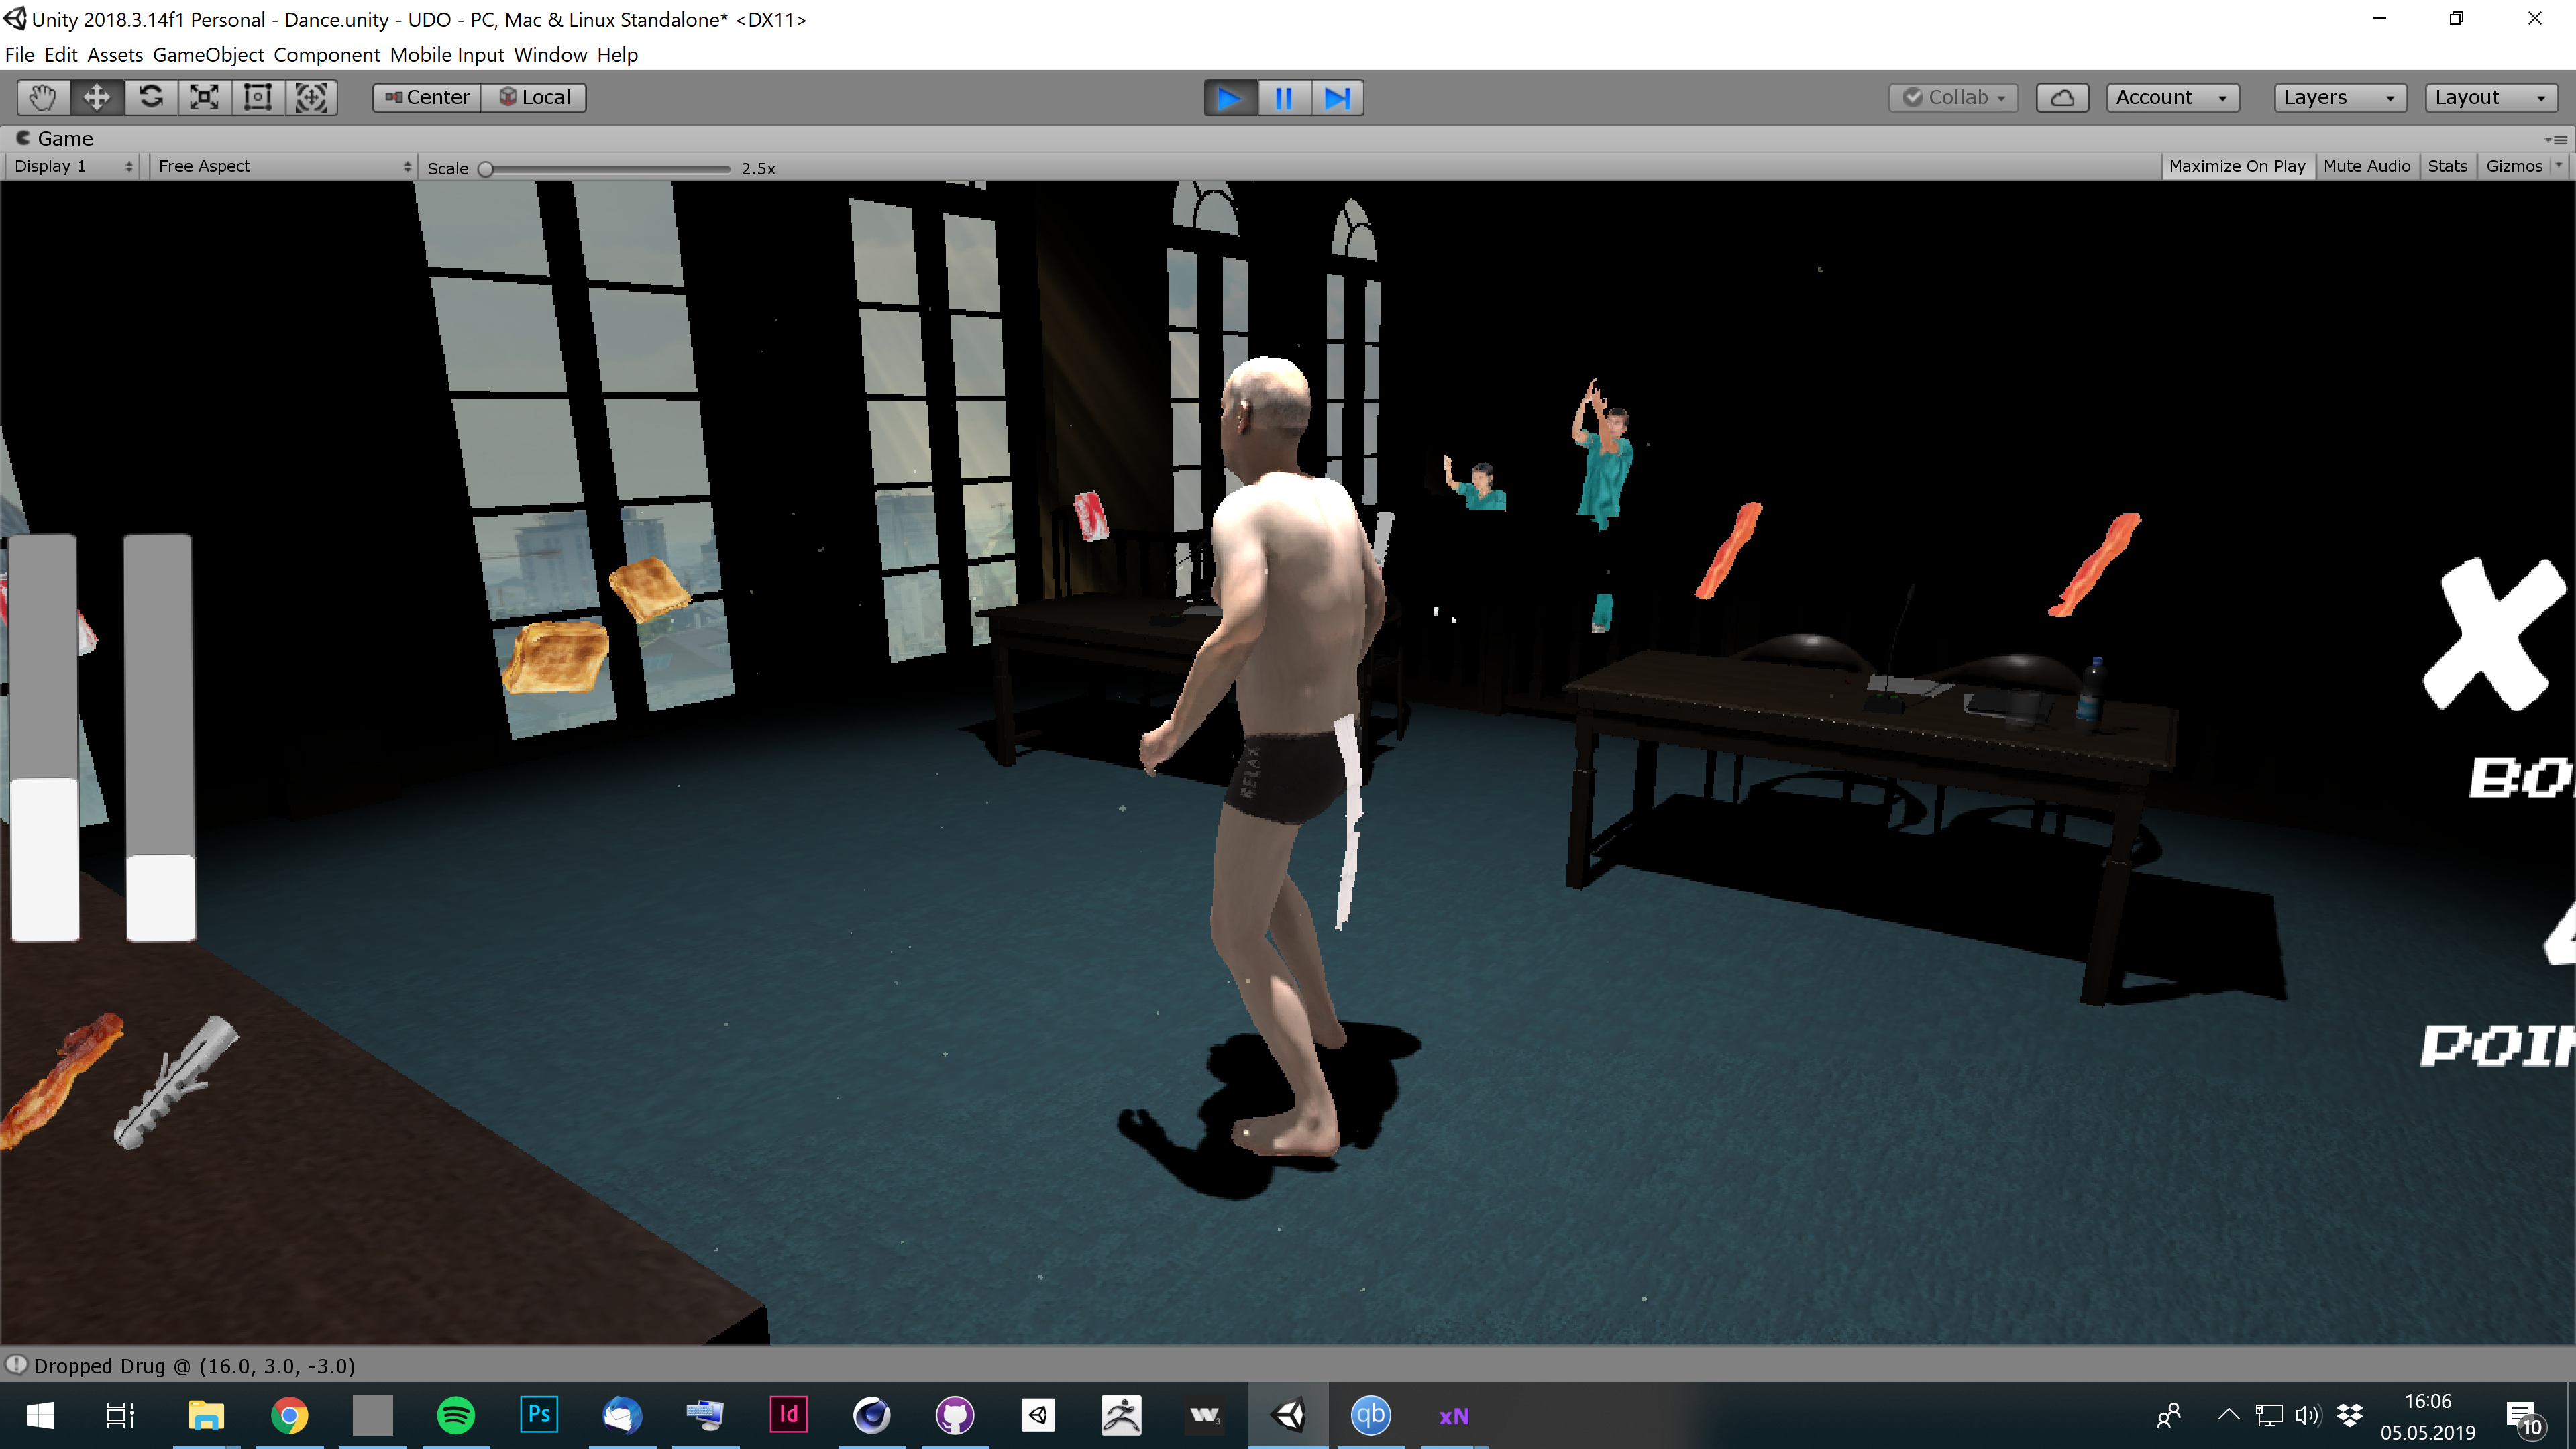 Unity 2018.3.14f1 Personal - Dance.unity - UDO - PC, Mac & Linux Standalone* <DX11>
File Edit Assets GameObject Component Mobile Input Window Help
Center Local Collab Account Layers Layout
Game
Display 1 Free Aspect Scale 2.5x Maximize On Play Mute Audio Stats Gizmos
X
RELAX
BO
POIN
Dropped Drug @ (16.0, 3.0, -3.0)
Ps Id W3 qb xN
16:06
05.05.2019
10